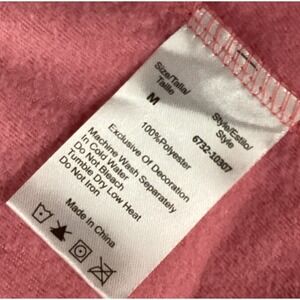 Size/Talla/
Taille
M
Style/Estilo/
Style
6732-10307
100%Polyester
Exclusive Of Decoration
Machine Wash Separately
In Cold Water
Do Not Bleach
Tumble Dry Low Heat
Do Not Iron
Made In China